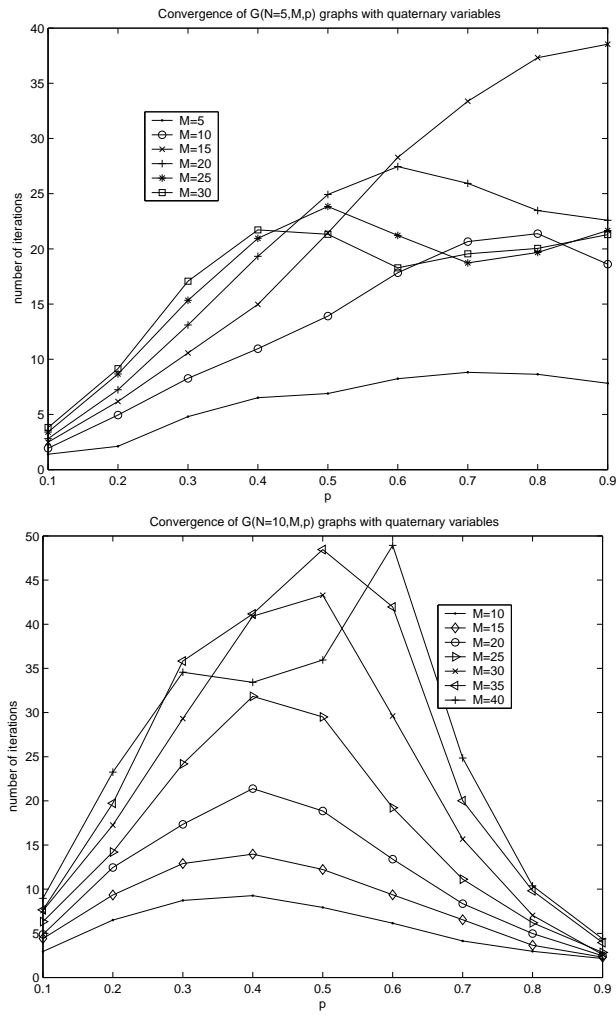 Convergence of G(N=5,M,p) graphs with quaternary variables
40
35
30
25
20
15
10
5
0
number of iterations
M=5
M=10
M=15
M=20
M=25
M=30
0.1 0.2 0.3 0.4 0.5 0.6 0.7 0.8 0.9
p
Convergence of G(N=10,M,p) graphs with quaternary variables
50
45
40
35
30
25
20
15
10
5
0
number of iterations
M=10
M=15
M=20
M=25
M=30
M=35
M=40
0.1 0.2 0.3 0.4 0.5 0.6 0.7 0.8 0.9
p